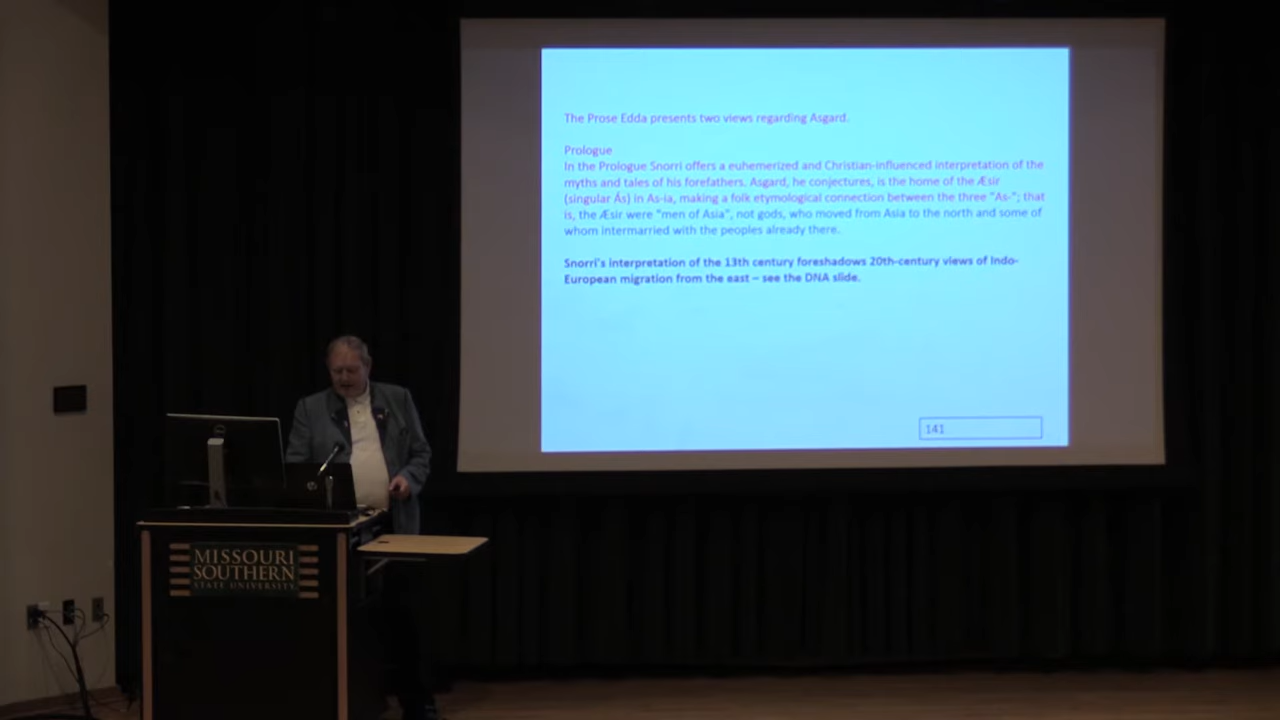 The Prose Edda presents two views regarding Asgard.
Prologue
In the Prologue Snorri offers a euhemerized and Christian-influenced interpretation of the
myths and tales of his forefathers. Asgard, he conjectures, is the home of the Æsir
(singular Ás) in As-ia, making a folk etymological connection between the three "As-"; that
is, the Æsir were "men of Asia", not gods, who moved from Asia to the north and some of
whom intermarried with the peoples already there.
Snorri's interpretation of the 13th century foreshadows 20th-century views of Indo-
European migration from the east – see the DNA slide.
141
MISSOURI
SOUTHERN
STATE UNIVERSITY